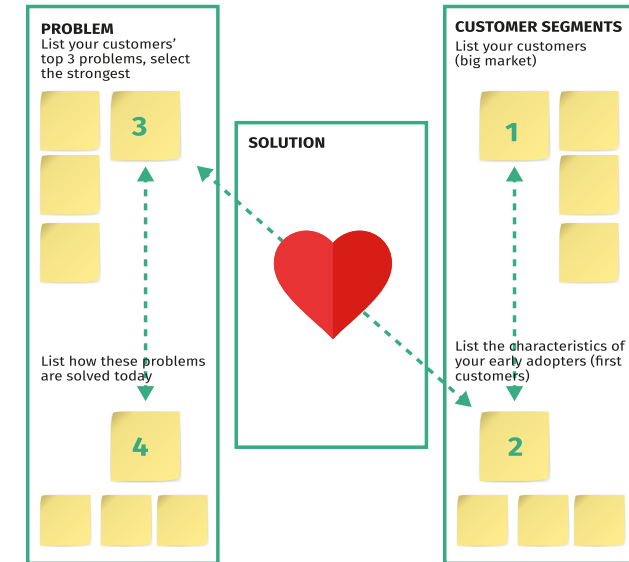 PROBLEM
List your customers’
top 3 problems, select
the strongest
3
List how these problems
are solved today
4
SOLUTION
CUSTOMER SEGMENTS
List your customers
(big market)
1
List the characteristics of
your early adopters (first
customers)
2